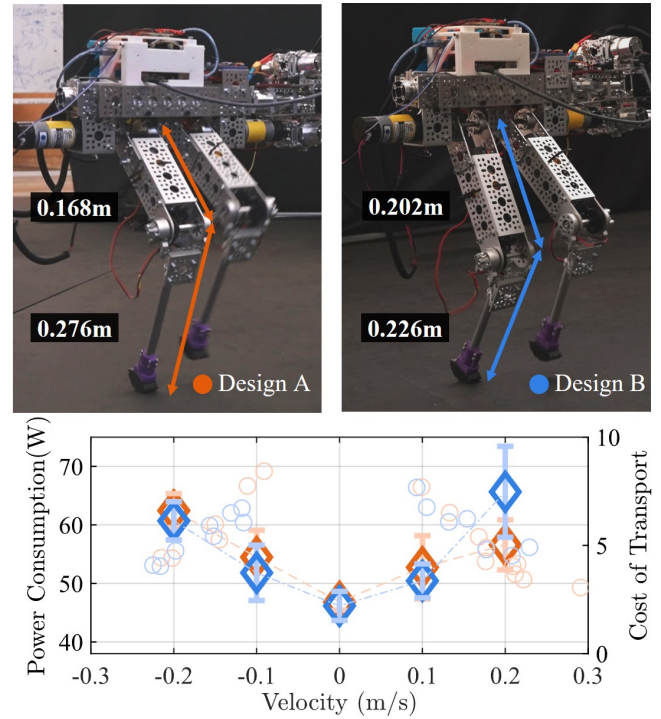 0.168m
0.276m
Design A
0.202m
0.226m
Design B
Power Consumption(W)
70
60
50
40
10
5
0
Cost of Transport
-0.3
-0.2
-0.1
0
0.1
0.2
0.3
Velocity (m/s)